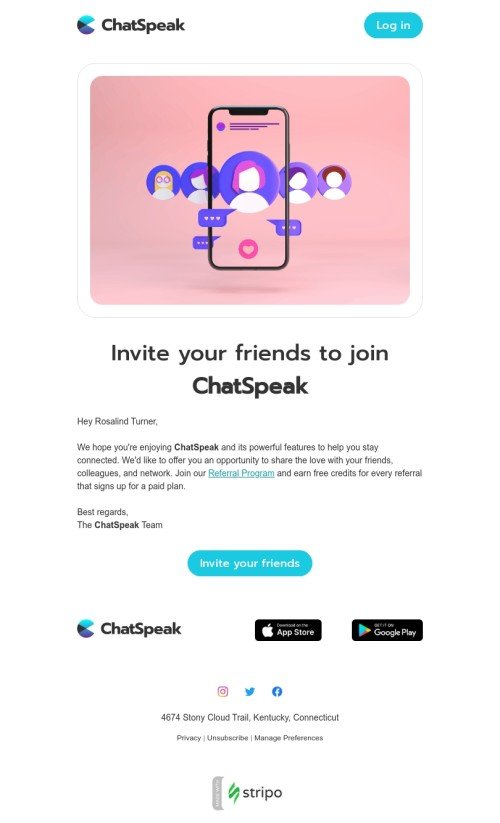 ChatSpeak
Log in
Invite your friends to join
ChatSpeak
Hey Rosalind Turner,
We hope you're enjoying ChatSpeak and its powerful features to help you stay
connected. We'd like to offer you an opportunity to share the love with your friends,
colleagues, and network. Join our Referral Program and earn free credits for every referral
that signs up for a paid plan.
Best regards,
The ChatSpeak Team
Invite your friends
ChatSpeak
Download on the
App Store
GET IT ON
Google Play
4674 Stony Cloud Trail, Kentucky, Connecticut
Privacy | Unsubscribe | Manage Preferences
MADE WITH
stripo